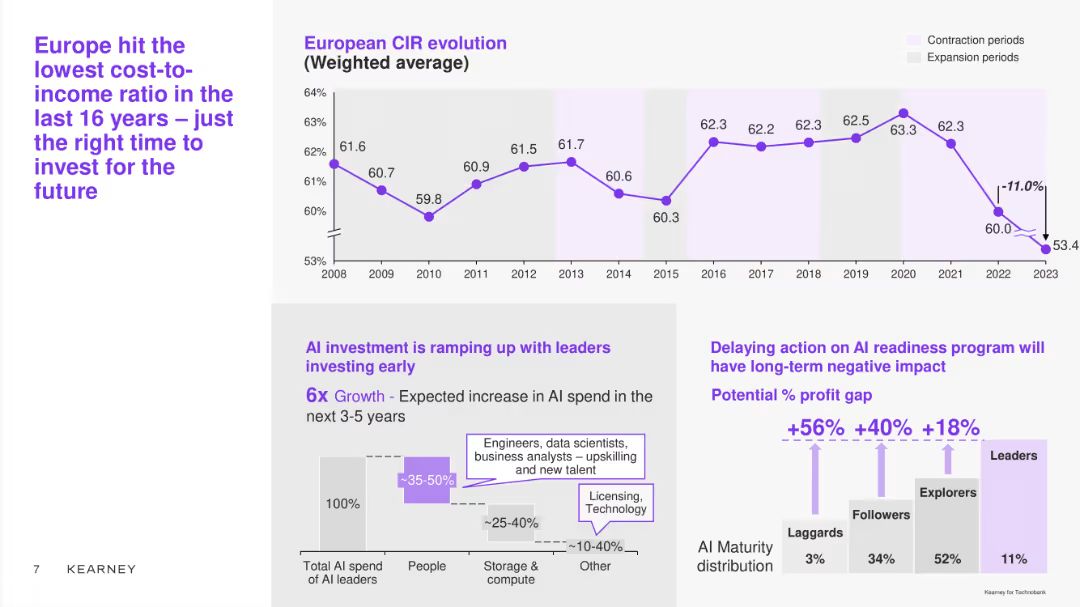 Europe hit the
lowest cost-to-
income ratio in the
last 16 years – just
the right time to
invest for the
future
European CIR evolution
(Weighted average)
Contraction periods
Expansion periods
64%
63%
62%
61%
60%
53%
61.6
60.7
59.8
60.9
61.5
61.7
60.6
60.3
62.3
62.2
62.3
62.5
63.3
62.3
60.0
-11.0%
53.4
2008 2009 2010 2011 2012 2013 2014 2015 2016 2017 2018 2019 2020 2021 2022 2023
AI investment is ramping up with leaders
investing early
6x Growth - Expected increase in AI spend in the
next 3-5 years
Engineers, data scientists,
business analysts – upskilling
and new talent
Licensing,
Technology
100%
~35-50%
~25-40%
~10-40%
Total AI spend
of AI leaders
People
Storage &
compute
Other
Delaying action on AI readiness program will
have long-term negative impact
Potential % profit gap
+56% +40% +18%
Leaders
Explorers
Followers
Laggards
AI Maturity
distribution
3% 34% 52% 11%
7 KEARNEY
Kearney for Technobank